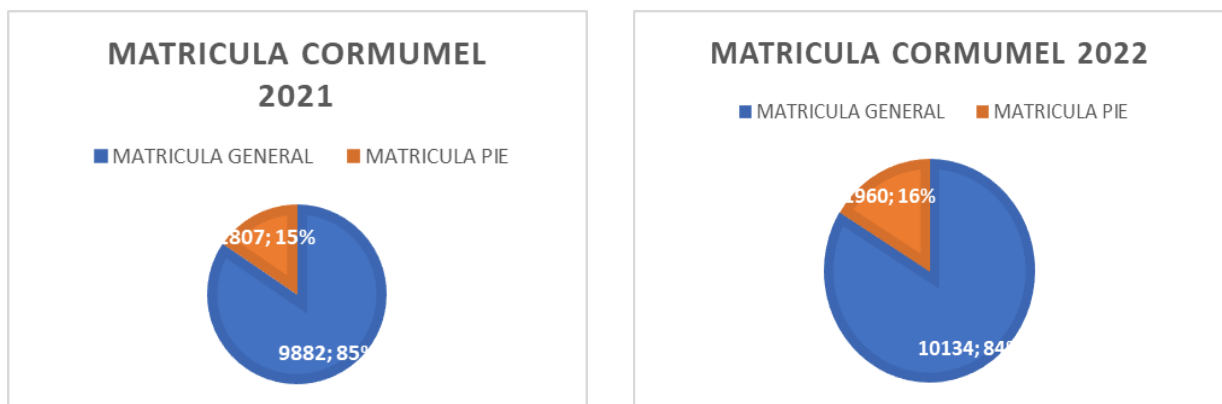 MATRICULA CORMUMEL
2021
MATRICULA GENERAL MATRICULA PIE
1807; 15%
9882; 85%
MATRICULA CORMUMEL 2022
MATRICULA GENERAL MATRICULA PIE
1960; 16%
10134; 84%